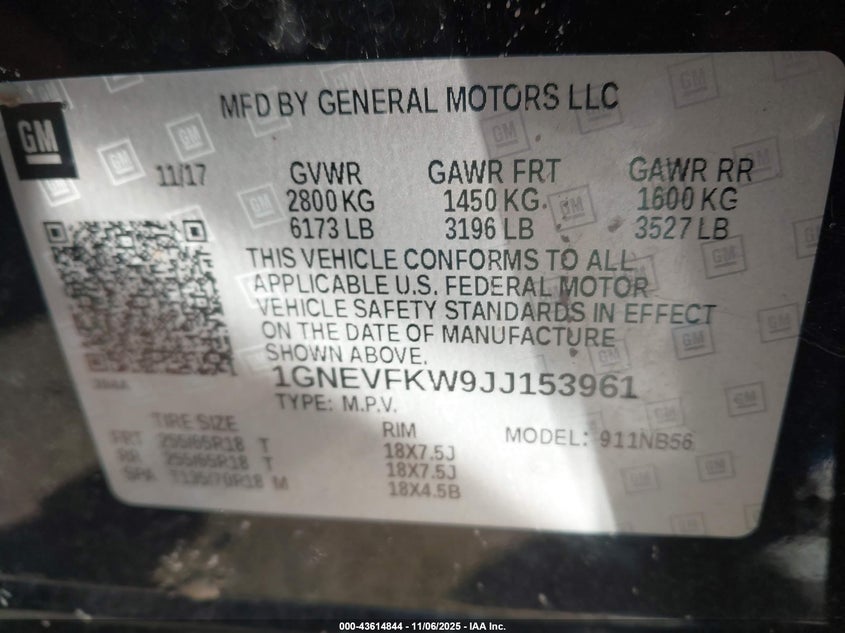 GM
MFD BY GENERAL MOTORS LLC
11/17 GVWR GAWR FRT GAWR RR
2800 KG 1450 KG. 1600 KG
6173 LB 3196 LB 3527 LB
THIS VEHICLE CONFORMS TO ALL
APPLICABLE U.S. FEDERAL MOTOR
VEHICLE SAFETY STANDARDS IN EFFECT
ON THE DATE OF MANUFACTURE
SHOWN ABOVE.
1GNEVFKW9JJ153961
TYPE: M.P.V.
TIRE SIZE RIM MODEL: 911NB56
FRT 255/65R18 T 18X7.5J
RR 255/65R18 T 18X7.5J
SPA T135/70R18 M 18X4.5B
000-43614844 - 11/06/2025 - IAA Inc.